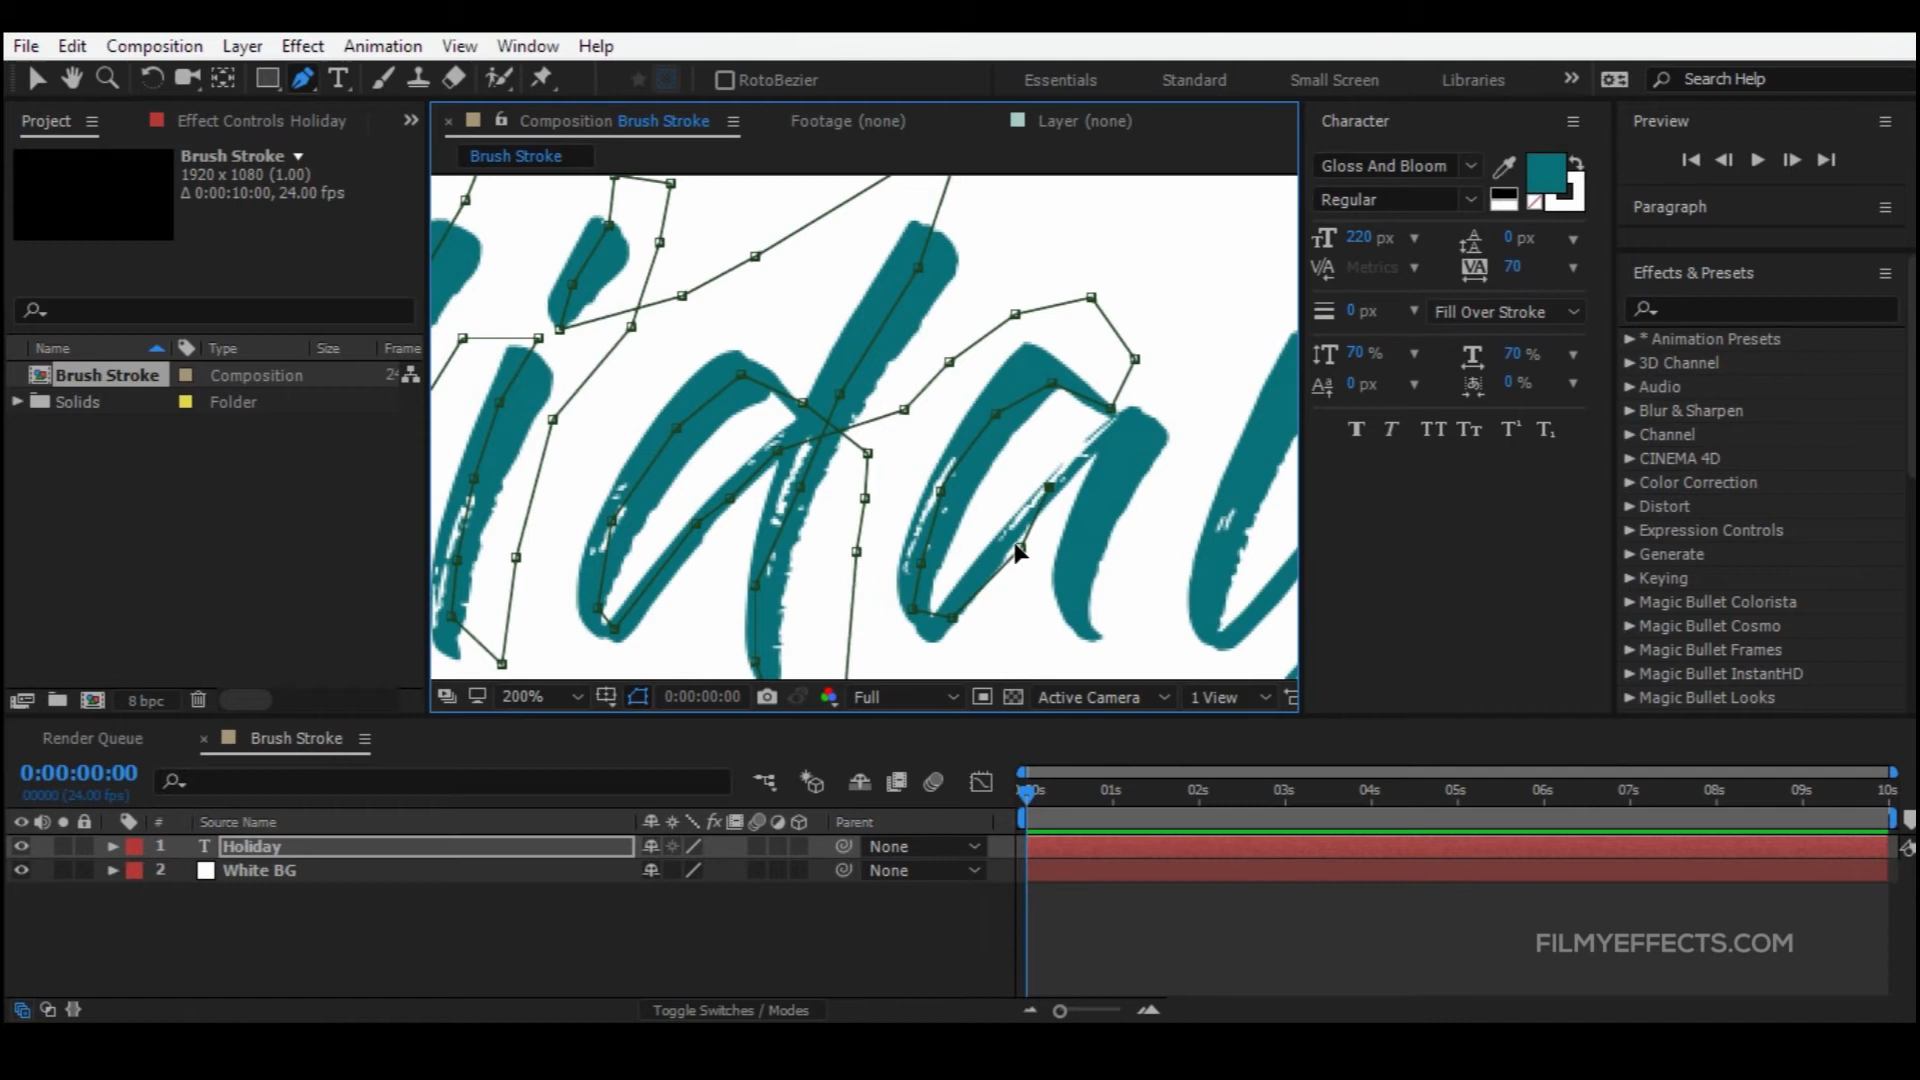 File Edit Composition Layer Effect Animation View Window Help
RotoBezier Essentials Standard Small Screen Libraries Search Help
Project Effect Controls Holiday
Brush Stroke
1920 x 1080 (1.00)
Δ 0:00:10:00, 24.00 fps
Name Type Size Frame
Brush Stroke Composition
Solids Folder
8 bpc
Composition Brush Stroke Footage (none) Layer (none)
Brush Stroke
ida
200% 0:00:00:00 Full Active Camera 1 View
Character
Gloss And Bloom
Regular
220 px 0 px
Metrics 70
0 px Fill Over Stroke
70 % 70 %
0 px 0 %
T T TT Tт T¹ T₁
Preview
Paragraph
Effects & Presets
* Animation Presets
3D Channel
Audio
Blur & Sharpen
Channel
CINEMA 4D
Color Correction
Distort
Expression Controls
Generate
Keying
Magic Bullet Colorista
Magic Bullet Cosmo
Magic Bullet Frames
Magic Bullet InstantHD
Magic Bullet Looks
Render Queue Brush Stroke
0:00:00:00
00000 (24.00 fps)
01s 02s 03s 04s 05s 06s 07s 08s 09s 10s
# Source Name fx Parent
1 T Holiday None
2 White BG None
FILMYEFFECTS.COM
Toggle Switches / Modes